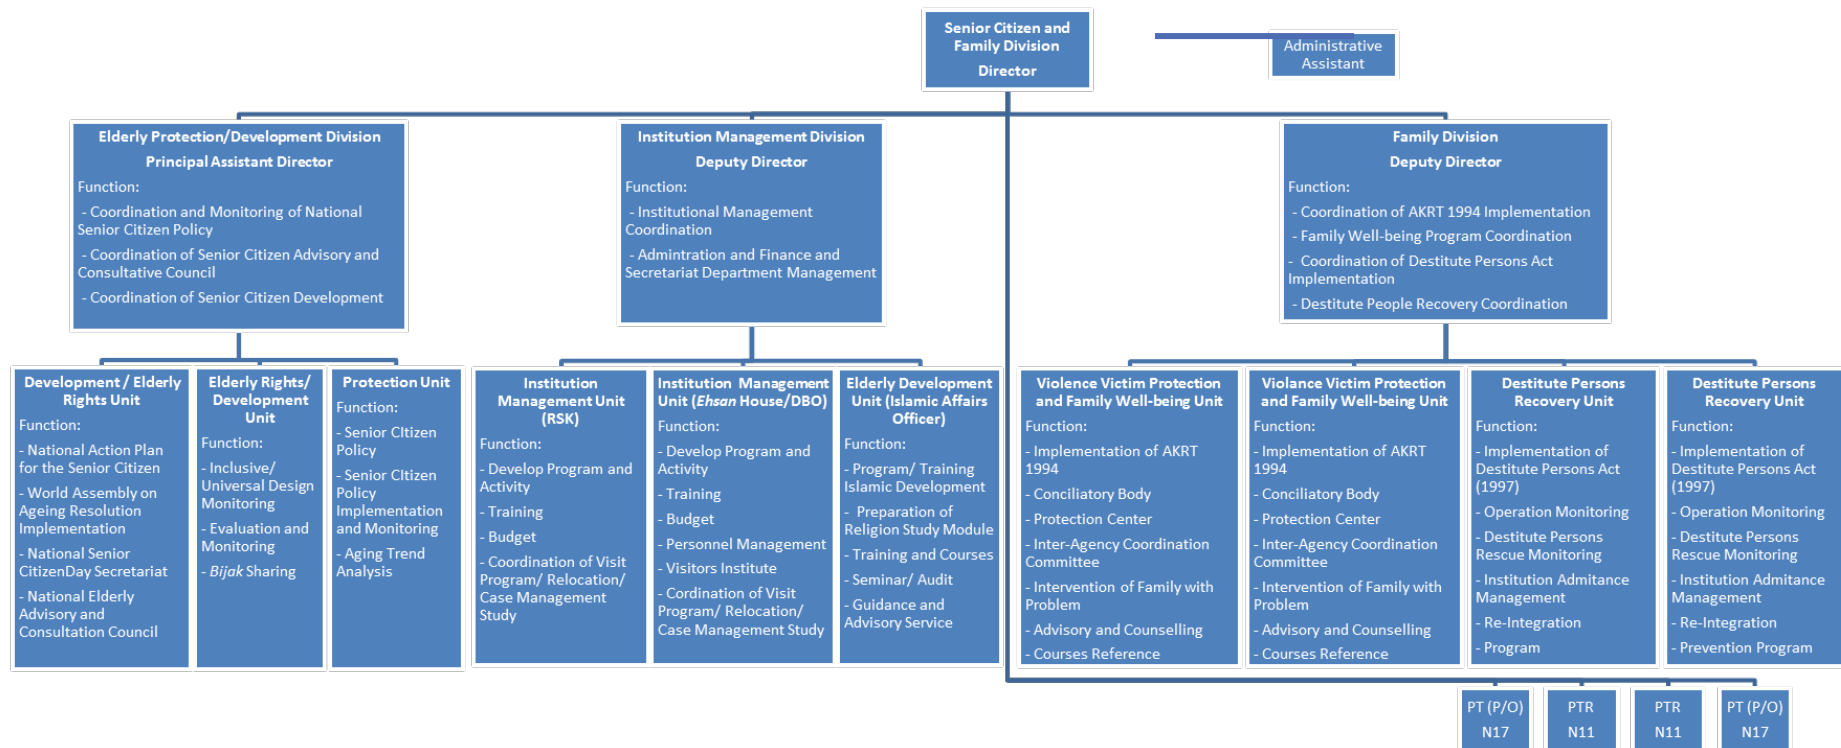 Senior Citizen and
Family Division
Director
Administrative
Assistant
Elderly Protection/Development Division
Principal Assistant Director
Function:
- Coordination and Monitoring of National
Senior Citizen Policy
- Coordination of Senior Citizen Advisory and
Consultative Council
- Coordination of Senior Citizen Development
Institution Management Division
Deputy Director
Function:
- Institutional Management
Coordination
- Admintration and Finance and
Secretariat Department Management
Family Division
Deputy Director
Function:
- Coordination of AKRT 1994 Implementation
- Family Well-being Program Coordination
- Coordination of Destitute Persons Act
Implementation
- Destitute People Recovery Coordination
Development / Elderly
Rights Unit
Function:
- National Action Plan
for the Senior Citizen
- World Assembly on
Ageing Resolution
Implementation
- National Senior
CitizenDay Secretariat
- National Elderly
Advisory and
Consultation Council
Elderly Rights/
Development
Unit
Function:
- Inclusive/
Universal Design
Monitoring
- Evaluation and
Monitoring
- Bijak Sharing
Protection Unit
Function:
- Senior CItizen
Policy
- Senior CItizen
Policy
Implementation
and Monitoring
- Aging Trend
Analysis
Institution
Management Unit
(RSK)
Function:
- Develop Program and
Activity
- Training
- Budget
- Coordination of Visit
Program/ Relocation/
Case Management
Study
Institution Management
Unit (Ehsan House/DBO)
Function:
- Develop Program and
Activity
- Training
- Budget
- Personnel Management
- Visitors Institute
- Cordination of Visit
Program/ Relocation/
Case Management Study
Elderly Development
Unit (Islamic Affairs
Officer)
Function:
- Program/ Training
Islamic Development
- Preparation of
Religion Study Module
- Training and Courses
- Seminar/ Audit
- Guidance and
Advisory Service
Violence Victim Protection
and Family Well-being Unit
Function:
- Implementation of AKRT
1994
- Conciliatory Body
- Protection Center
- Inter-Agency Coordination
Committee
- Intervention of Family with
Problem
- Advisory and Counselling
- Courses Reference
Violance Victim Protection
and Family Well-being Unit
Function:
- Implementation of AKRT
1994
- Conciliatory Body
- Protection Center
- Inter-Agency Coordination
Committee
- Intervention of Family with
Problem
- Advisory and Counselling
- Courses Reference
Destitute Persons
Recovery Unit
Function:
- Implementation of
Destitute Persons Act
(1997)
- Operation Monitoring
- Destitute Persons
Rescue Monitoring
- Institution Admitance
Management
- Re-Integration
- Program
Destitute Persons
Recovery Unit
Function:
- Implementation of
Destitute Persons Act
(1997)
- Operation Monitoring
- Destitute Persons
Rescue Monitoring
- Institution Admitance
Management
- Re-Integration
- Prevention Program
PT (P/O)
N17
PTR
N11
PTR
N11
PT (P/O)
N17